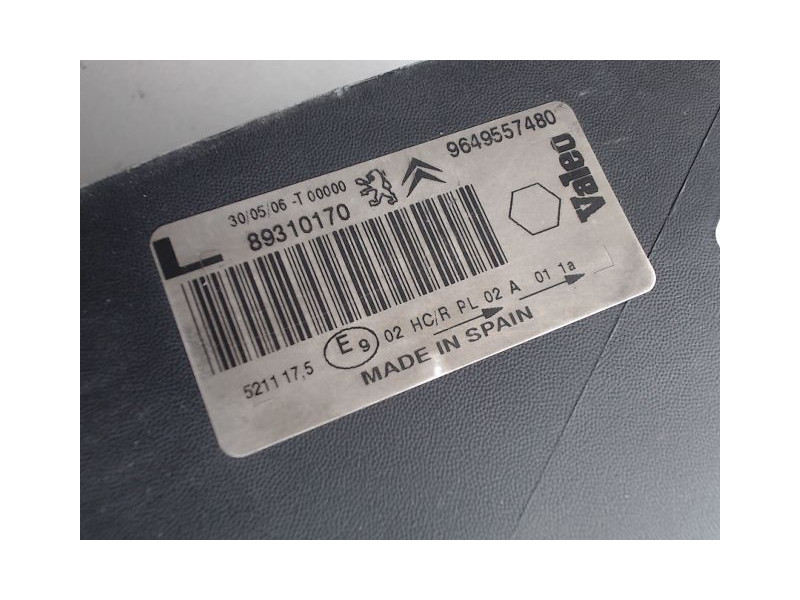 30/05/06 -T 00000
9649557480
L
89310170
Valeo
5211 17,5
E9
02 HC/R PL 02 A 01 1a
MADE IN SPAIN